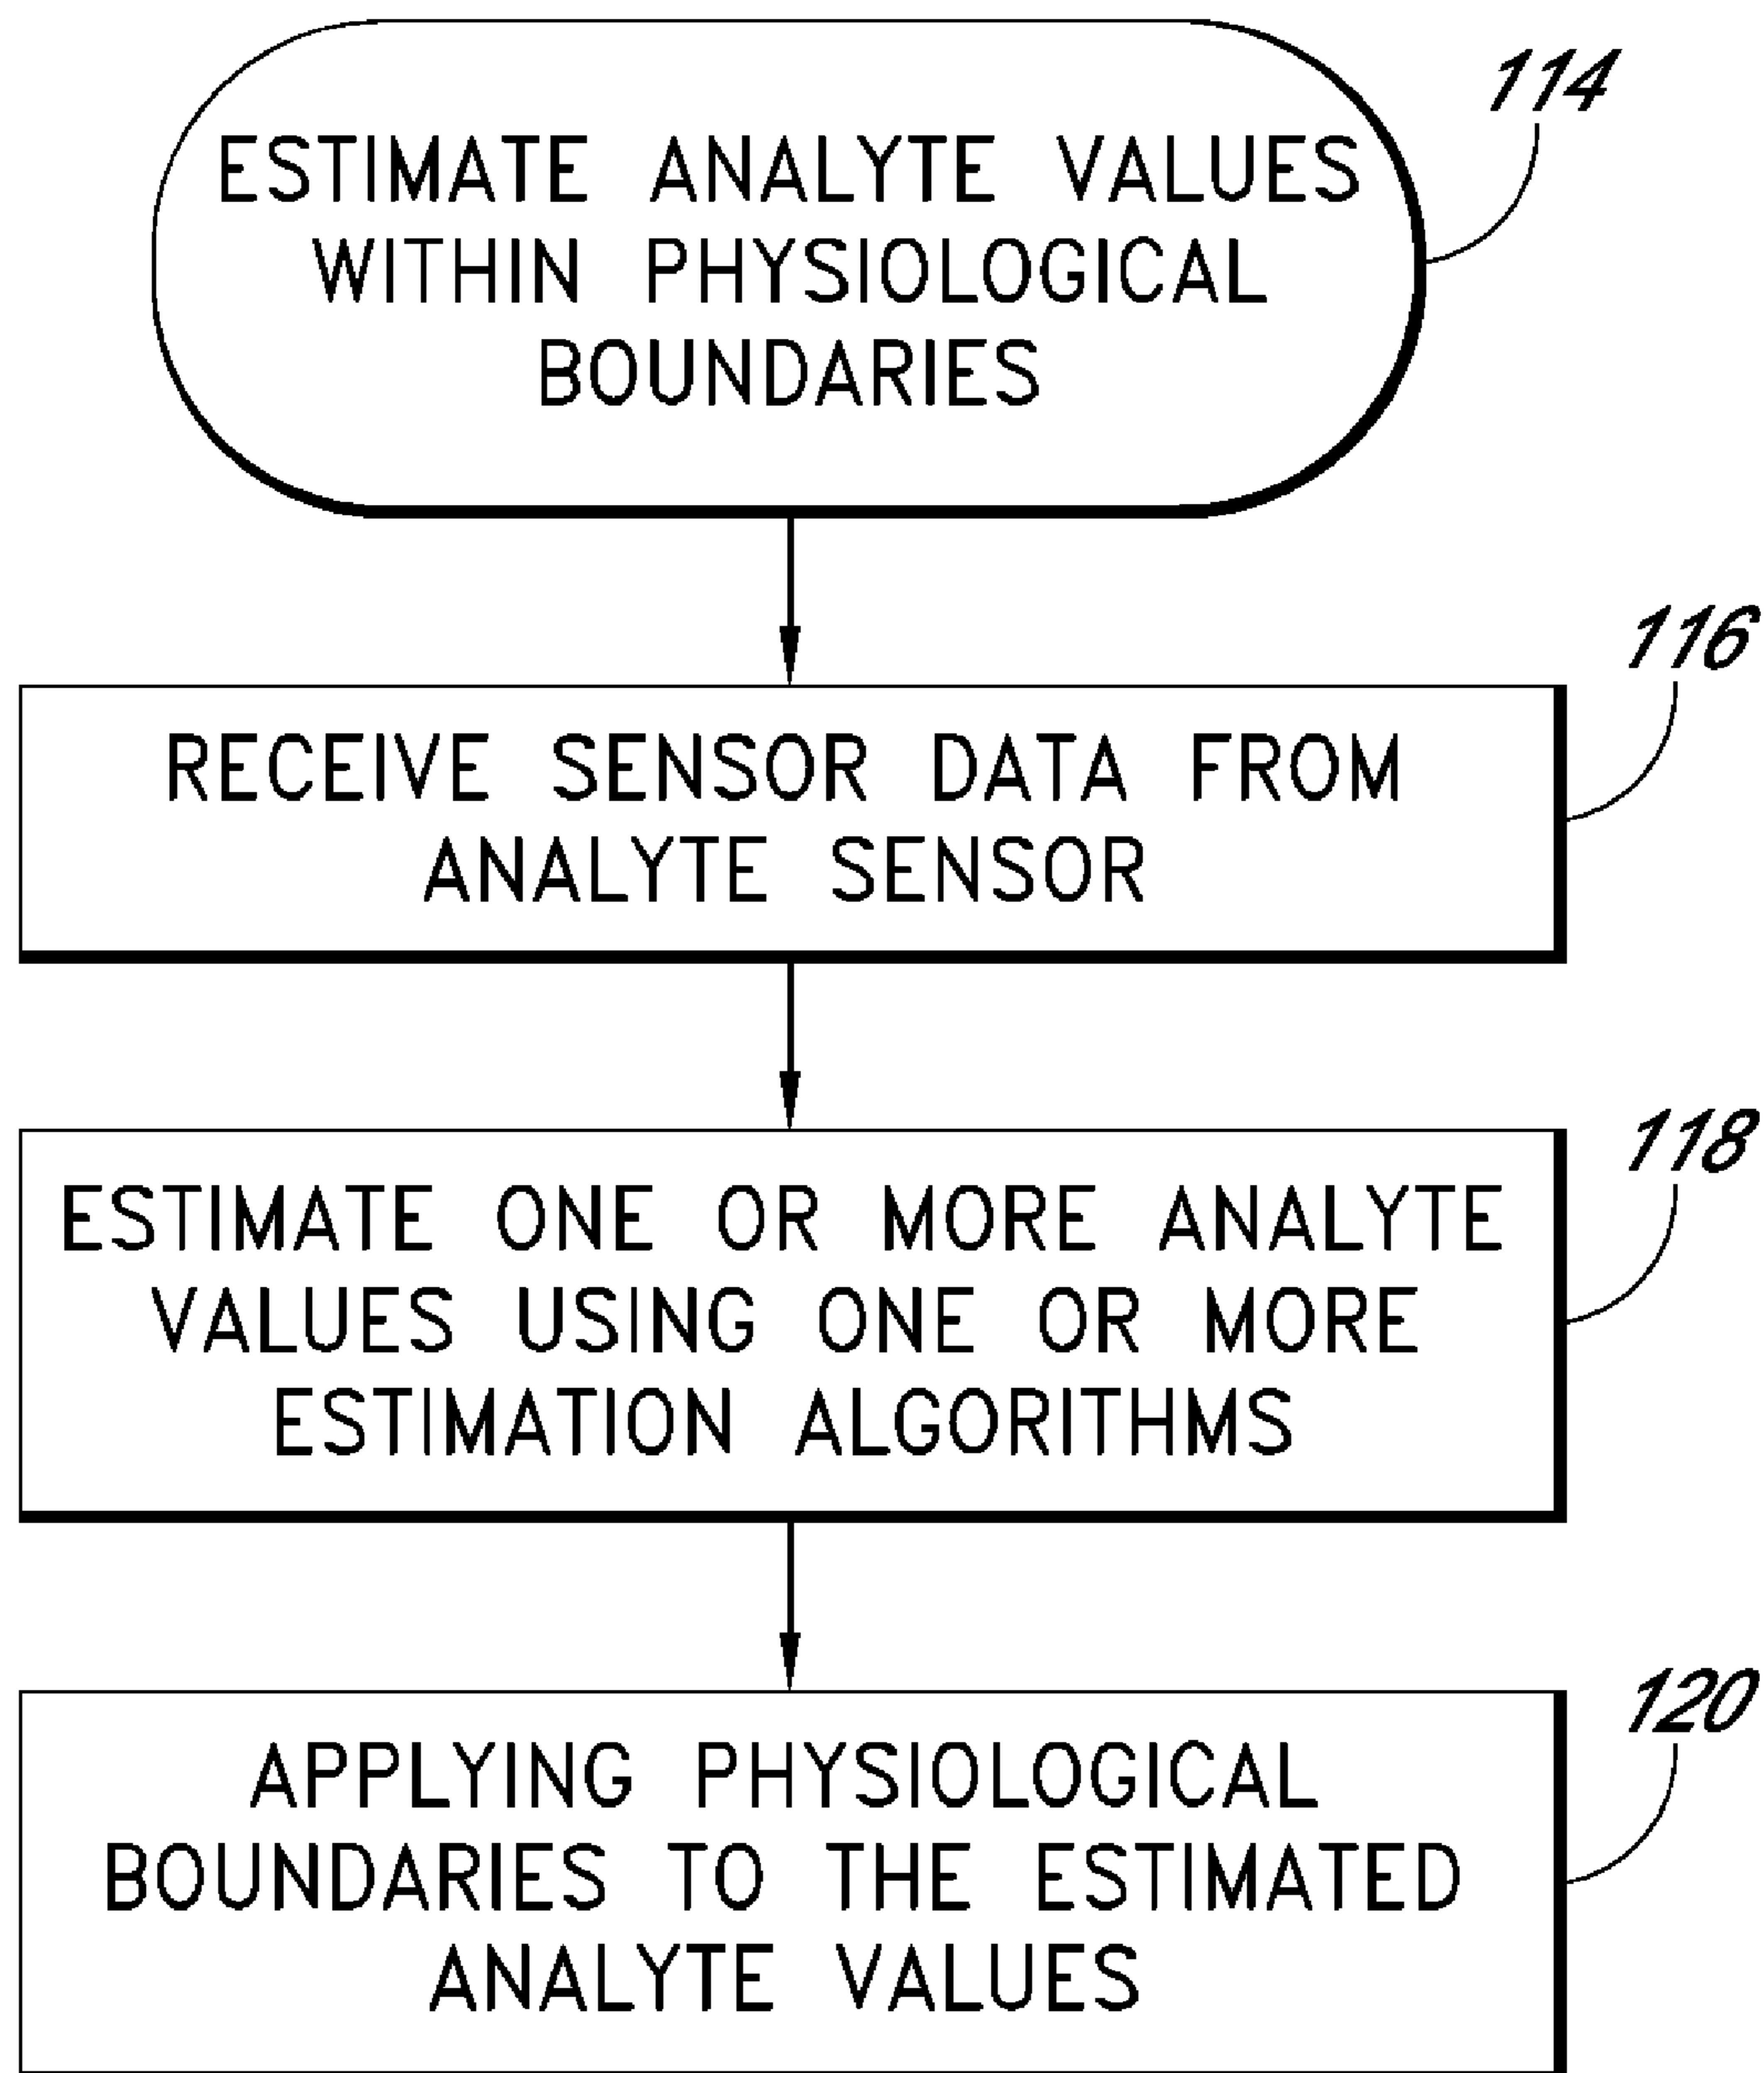 114
ESTIMATE ANALYTE VALUES
WITHIN PHYSIOLOGICAL
BOUNDARIES
116
RECEIVE SENSOR DATA FROM
ANALYTE SENSOR
118
ESTIMATE ONE OR MORE ANALYTE
VALUES USING ONE OR MORE
ESTIMATION ALGORITHMS
120
APPLYING PHYSIOLOGICAL
BOUNDARIES TO THE ESTIMATED
ANALYTE VALUES